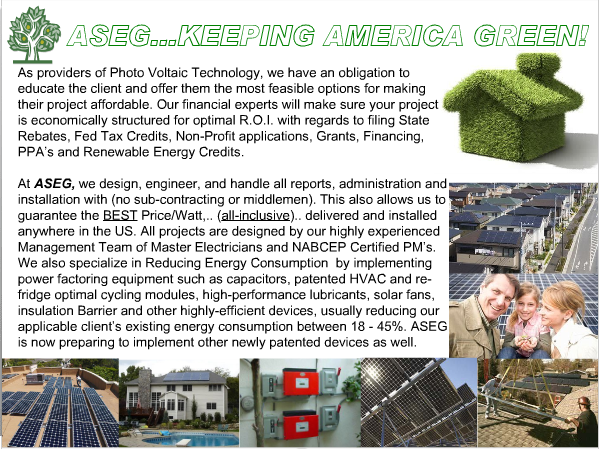 ASEG...KEEPING AMERICA GREEN!
As providers of Photo Voltaic Technology, we have an obligation to
educate the client and offer them the most feasible options for making
their project affordable. Our financial experts will make sure your project
is economically structured for optimal R.O.I. with regards to filing State
Rebates, Fed Tax Credits, Non-Profit applications, Grants, Financing,
PPA's and Renewable Energy Credits.
At ASEG, we design, engineer, and handle all reports, administration and
installation with (no sub-contracting or middlemen). This also allows us to
guarantee the BEST Price/Watt,.. (all-inclusive).. delivered and installed
anywhere in the US. All projects are designed by our highly experienced
Management Team of Master Electricians and NABCEP Certified PM's.
We also specialize in Reducing Energy Consumption by implementing
power factoring equipment such as capacitors, patented HVAC and re-
fridge optimal cycling modules, high-performance lubricants, solar fans,
insulation Barrier and other highly-efficient devices, usually reducing our
applicable client's existing energy consumption between 18 - 45%. ASEG
is now preparing to implement other newly patented devices as well.